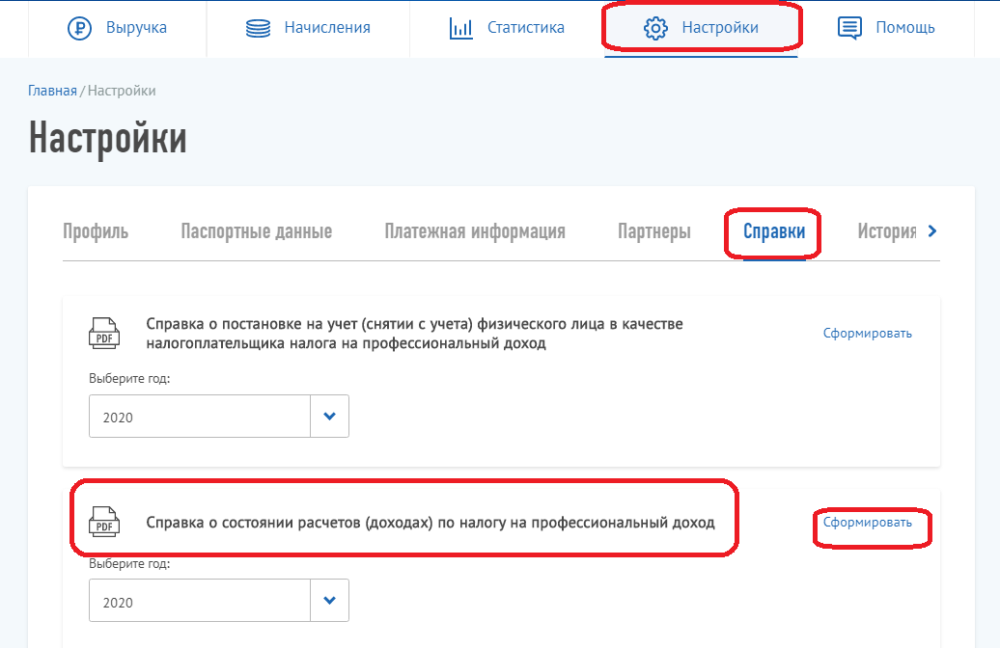 Выручка
Начисления
Статистика
Настройки
Помощь
Главная / Настройки
Настройки
Профиль
Паспортные данные
Платежная информация
Партнеры
Справки
История
PDF
Справка о постановке на учет (снятии с учета) физического лица в качестве
налогоплательщика налога на профессиональный доход
Сформировать
Выберите год:
2020
PDF
Справка о состоянии расчетов (доходах) по налогу на профессиональный доход
Сформировать
Выберите год:
2020